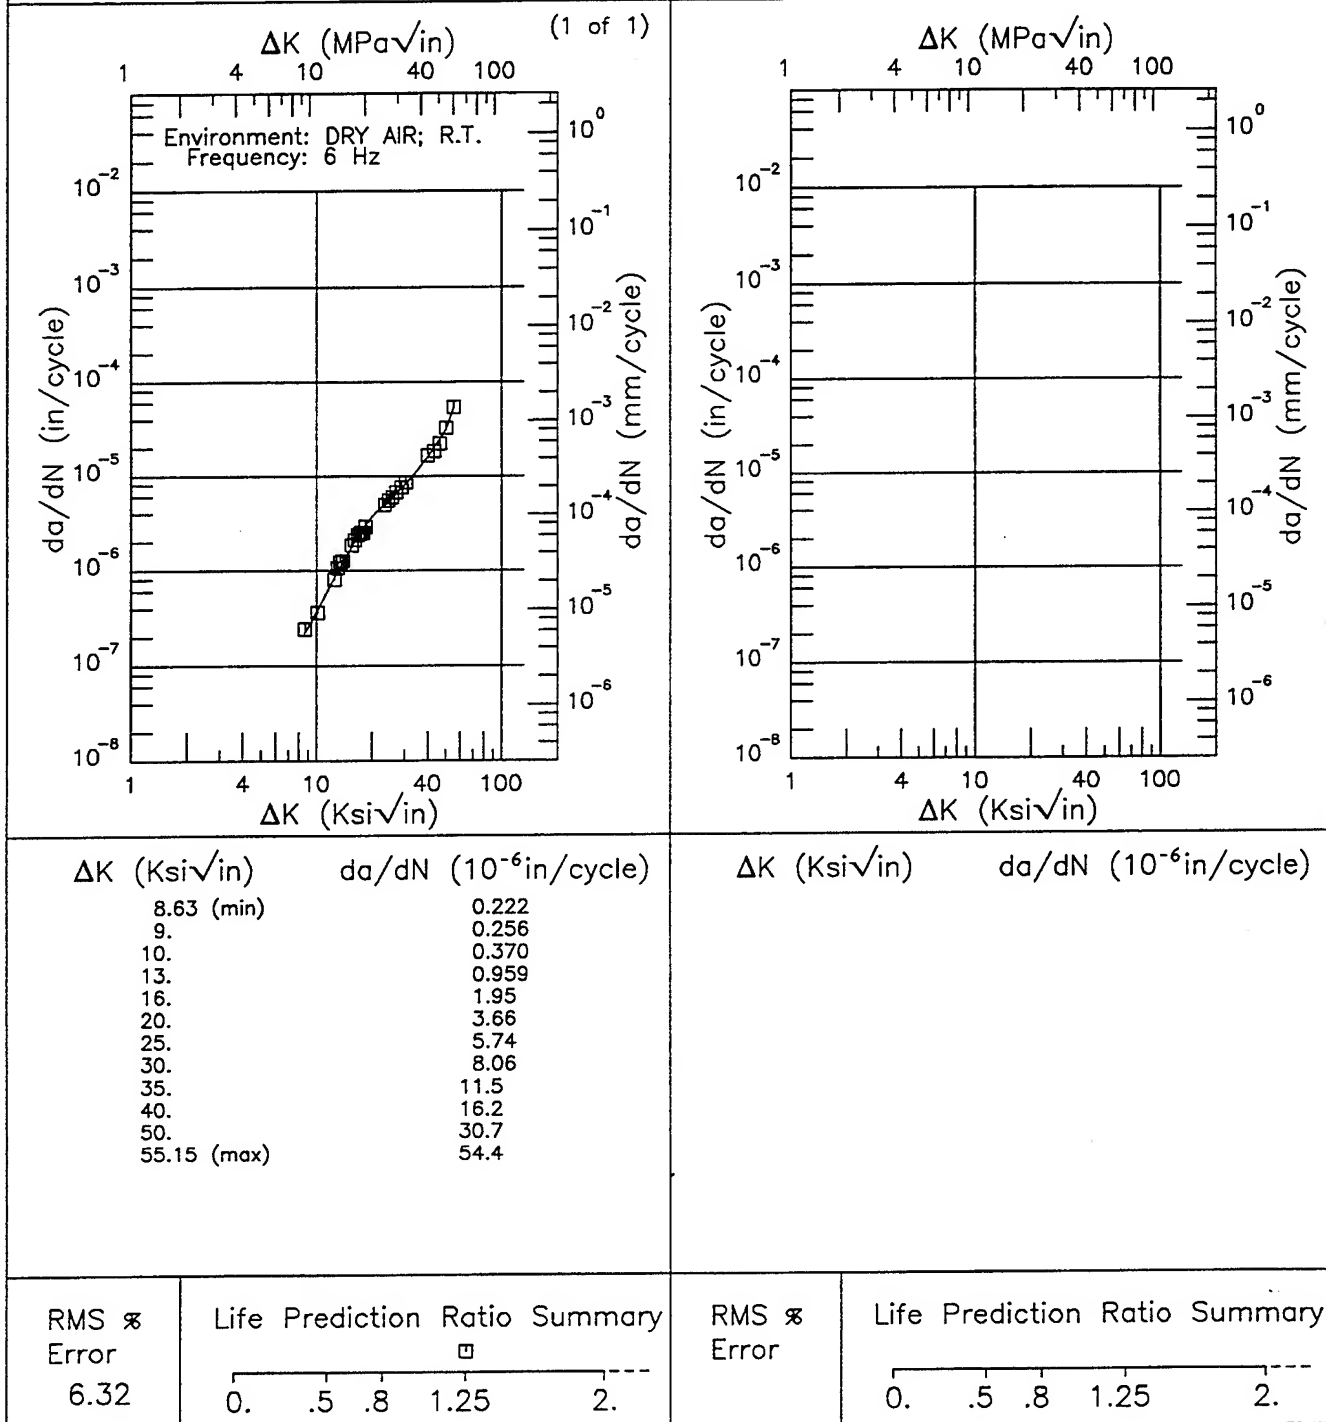 (1 of 1)
ΔK (MPa√in)
1 4 10 40 100
Environment: DRY AIR; R.T.
Frequency: 6 Hz
da/dN (in/cycle)
10⁻²
10⁻³
10⁻⁴
10⁻⁵
10⁻⁶
10⁻⁷
10⁻⁸
da/dN (mm/cycle)
10⁰
10⁻¹
10⁻²
10⁻³
10⁻⁴
10⁻⁵
10⁻⁶
1 4 10 40 100
ΔK (Ksi√in)
ΔK (MPa√in)
1 4 10 40 100
da/dN (in/cycle)
10⁻²
10⁻³
10⁻⁴
10⁻⁵
10⁻⁶
10⁻⁷
10⁻⁸
da/dN (mm/cycle)
10⁰
10⁻¹
10⁻²
10⁻³
10⁻⁴
10⁻⁵
10⁻⁶
1 4 10 40 100
ΔK (Ksi√in)
ΔK (Ksi√in) da/dN (10⁻⁶in/cycle)
8.63 (min) 0.222
9. 0.256
10. 0.370
13. 0.959
16. 1.95
20. 3.66
25. 5.74
30. 8.06
35. 11.5
40. 16.2
50. 30.7
55.15 (max) 54.4
ΔK (Ksi√in) da/dN (10⁻⁶in/cycle)
RMS %
Error
6.32
Life Prediction Ratio Summary
0. .5 .8 1.25 2.
RMS %
Error
Life Prediction Ratio Summary
0. .5 .8 1.25 2.